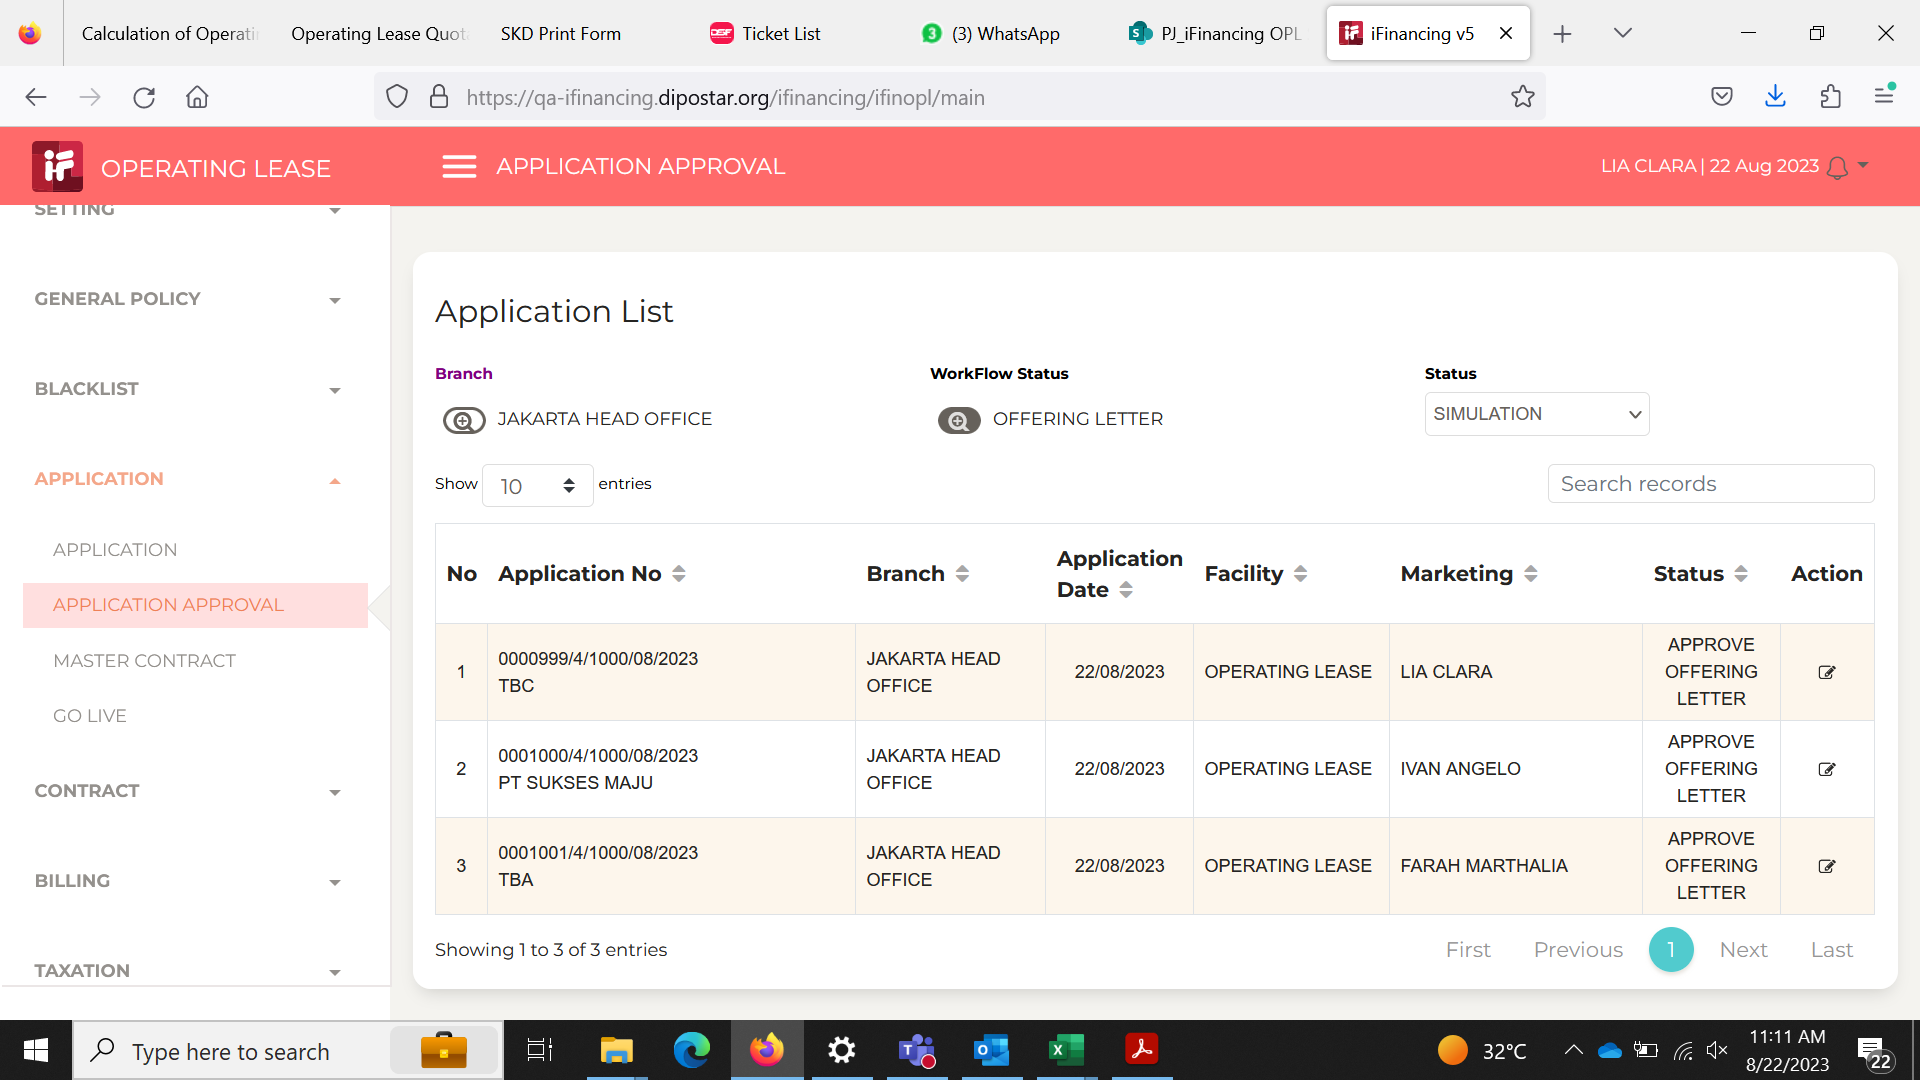 Calculation of Operati
Operating Lease Quot
SKD Print Form
DSF
Ticket List
3
(3) WhatsApp
PJ_iFinancing OPL
iFinancing v5
https://qa-ifinancing.dipostar.org/ifinancing/ifinopl/main
iF
OPERATING LEASE
APPLICATION APPROVAL
LIA CLARA | 22 Aug 2023
SETTING
GENERAL POLICY
BLACKLIST
APPLICATION
APPLICATION
APPLICATION APPROVAL
MASTER CONTRACT
GO LIVE
CONTRACT
BILLING
TAXATION
Application List
Branch
JAKARTA HEAD OFFICE
WorkFlow Status
OFFERING LETTER
Status
SIMULATION
Show 10 entries
Search records
No
Application No
Branch
Application
Date
Facility
Marketing
Status
Action
1
0000999/4/1000/08/2023
TBC
JAKARTA HEAD
OFFICE
22/08/2023
OPERATING LEASE
LIA CLARA
APPROVE
OFFERING
LETTER
2
0001000/4/1000/08/2023
PT SUKSES MAJU
JAKARTA HEAD
OFFICE
22/08/2023
OPERATING LEASE
IVAN ANGELO
APPROVE
OFFERING
LETTER
3
0001001/4/1000/08/2023
TBA
JAKARTA HEAD
OFFICE
22/08/2023
OPERATING LEASE
FARAH MARTHALIA
APPROVE
OFFERING
LETTER
Showing 1 to 3 of 3 entries
First
Previous
1
Next
Last
Type here to search
32°C
11:11 AM
8/22/2023
22